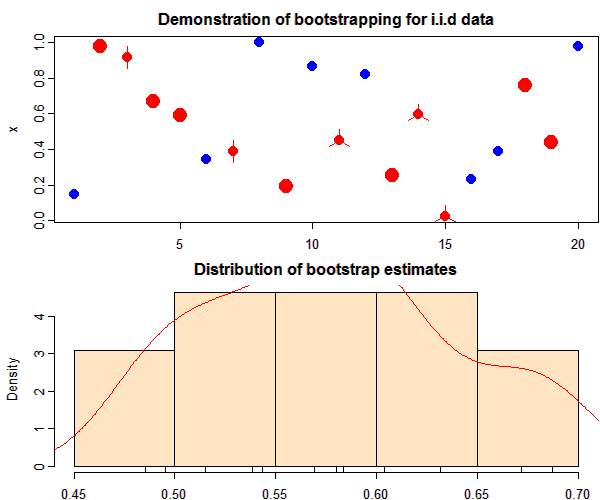 Demonstration of bootstrapping for i.i.d data
1.0
0.8
0.6
0.4
0.2
0.0
x
5 10 15 20
Distribution of bootstrap estimates
4
3
2
1
0
Density
0.45 0.50 0.55 0.60 0.65 0.70